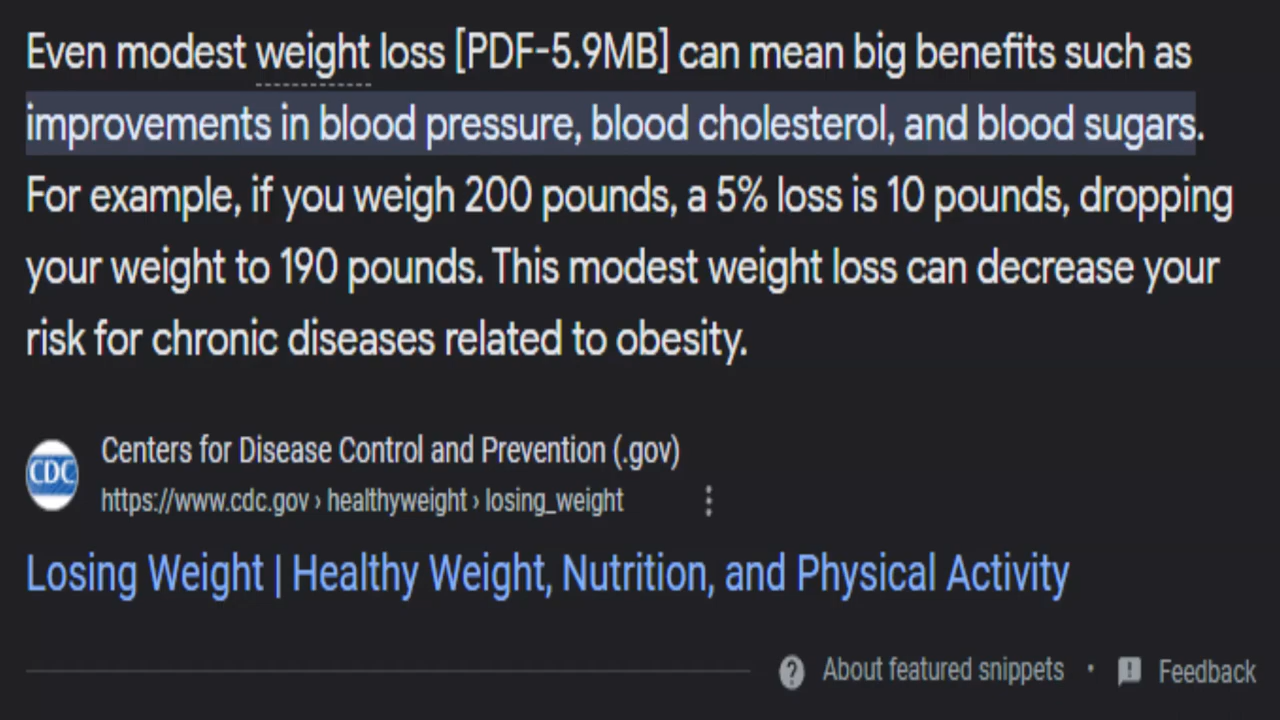 Even modest weight loss [PDF-5.9MB] can mean big benefits such as
improvements in blood pressure, blood cholesterol, and blood sugars.
For example, if you weigh 200 pounds, a 5% loss is 10 pounds, dropping
your weight to 190 pounds. This modest weight loss can decrease your
risk for chronic diseases related to obesity.
CDC
Centers for Disease Control and Prevention (.gov)
https://www.cdc.gov › healthyweight › losing_weight
Losing Weight | Healthy Weight, Nutrition, and Physical Activity
About featured snippets • Feedback